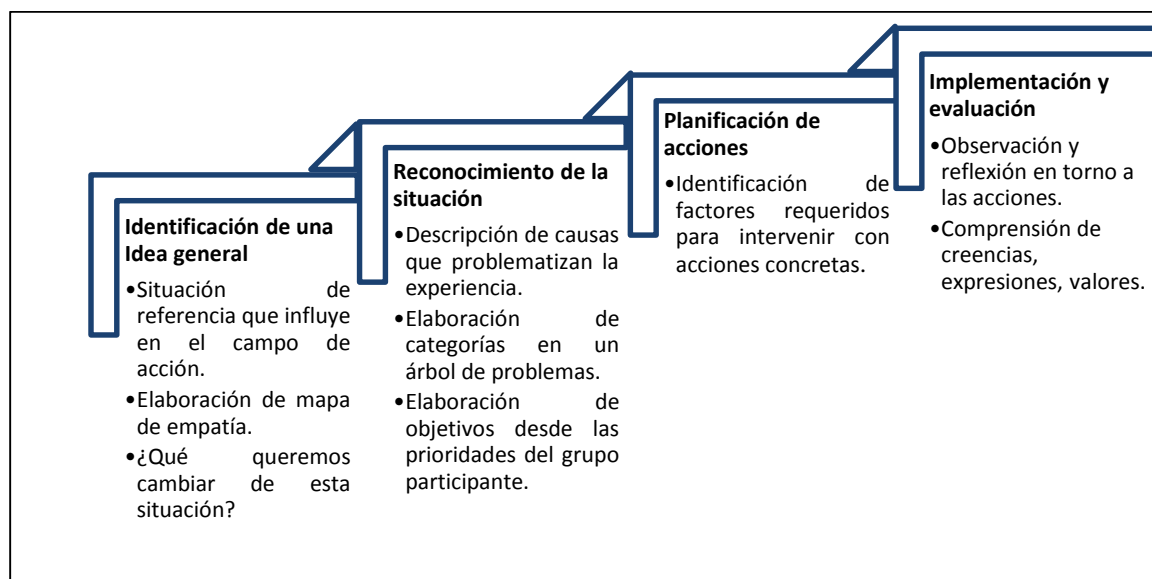 Identificación de una
Idea general
•Situación de
referencia que influye
en el campo de
acción.
•Elaboración de mapa
de empatía.
•¿Qué queremos
cambiar de esta
situación?
Reconocimiento de la
situación
•Descripción de causas
que problematizan la
experiencia.
•Elaboración de
categorías en un
árbol de problemas.
•Elaboración de
objetivos desde las
prioridades del grupo
participante.
Planificación de
acciones
•Identificación de
factores requeridos
para intervenir con
acciones concretas.
Implementación y
evaluación
•Observación y
reflexión en torno a
las acciones.
•Comprensión de
creencias,
expresiones, valores.